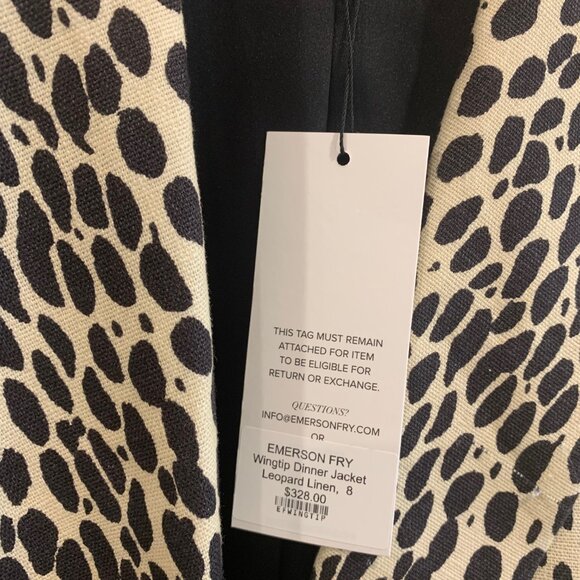 THIS TAG MUST REMAIN
ATTACHED FOR ITEM
TO BE ELIGIBLE FOR
RETURN OR EXCHANGE.
QUESTIONS?
INFO@EMERSONFRY.COM
OR
EMERSON FRY
Wingtip Dinner Jacket
Leopard Linen, 8
$328.00
EFWINGTIP